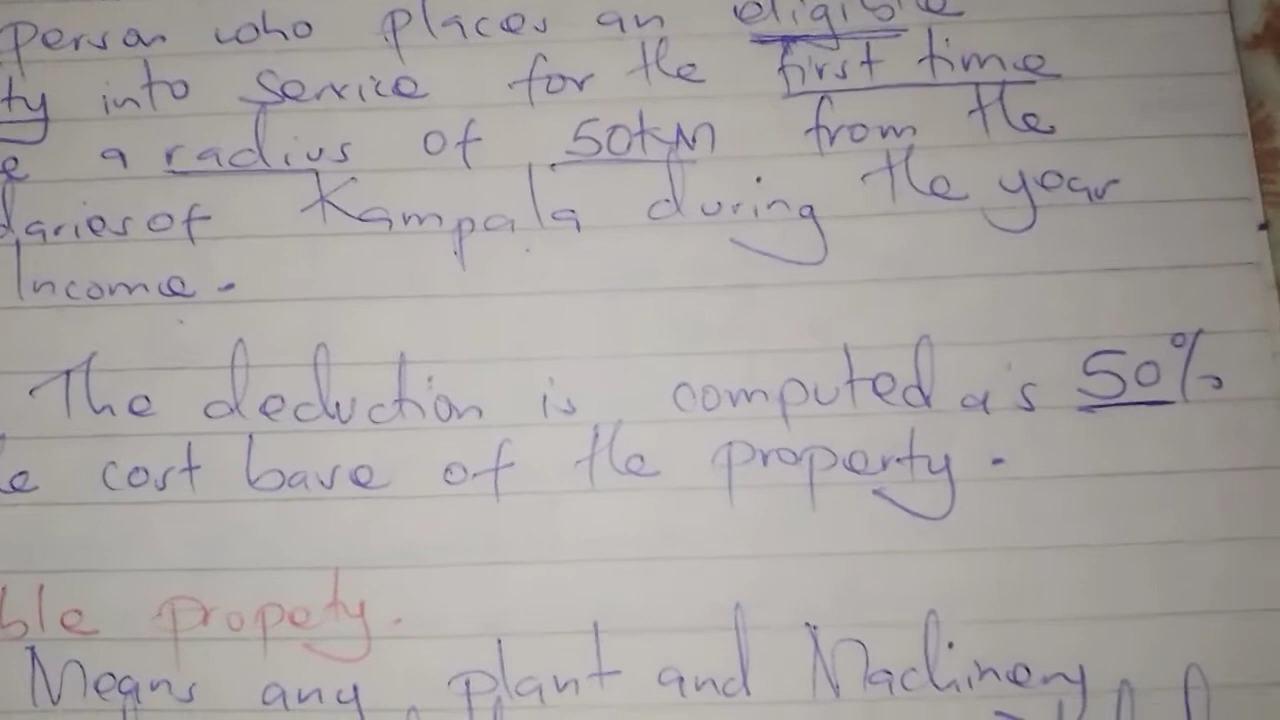 Person who places an eligible
ty into service for the first time
e a radius of 50km from the
daries of Kampala during the year
Income.
The deduction is computed as 50%
e cost base of the property.
ble propety.
Means any plant and Machinery